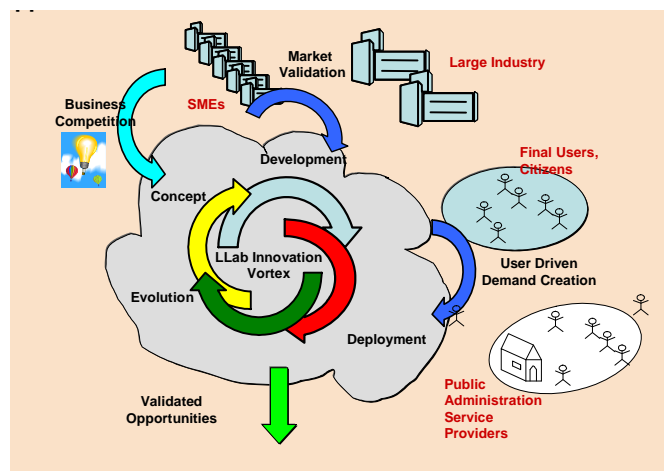 Market
Validation
Large Industry
Business
Competition
SMEs
Development
Final Users,
Citizens
Concept
LLab Innovation
Vortex
User Driven
Demand Creation
Evolution
Deployment
Validated
Opportunities
Public
Administration
Service
Providers